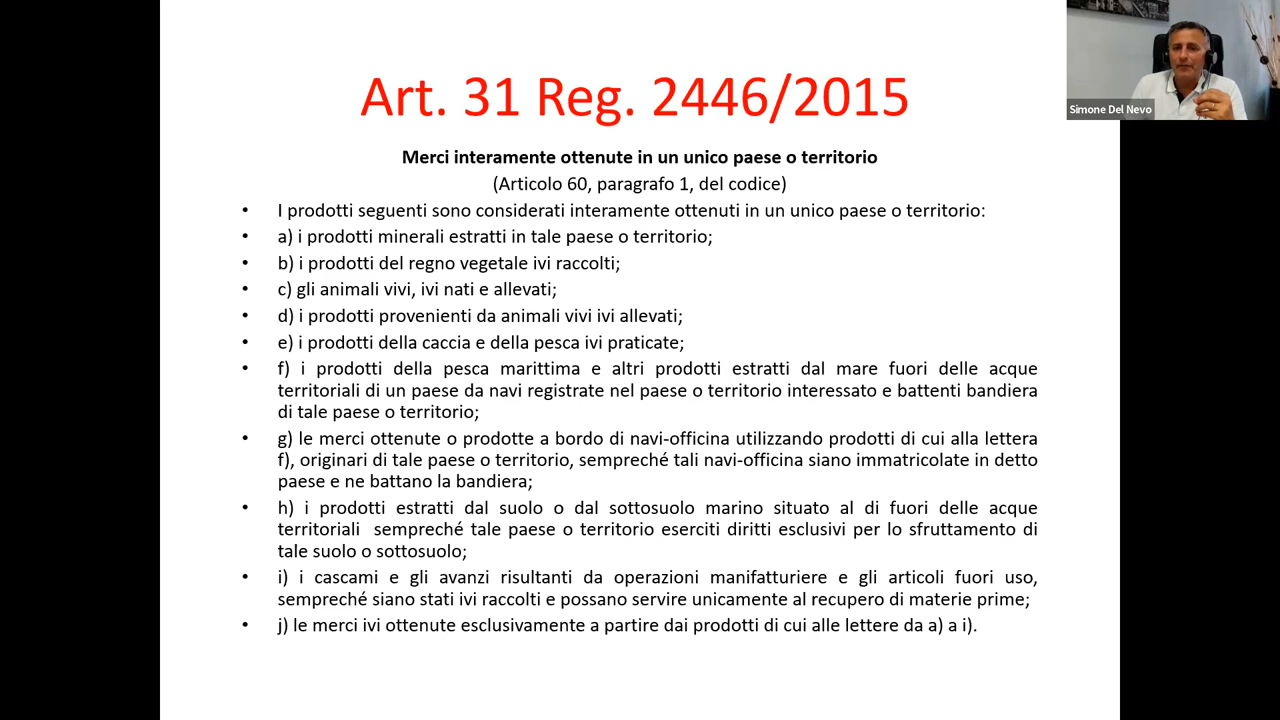 Art. 31 Reg. 2446/2015
Simone Del Nevo
Merci interamente ottenute in un unico paese o territorio
(Articolo 60, paragrafo 1, del codice)
• I prodotti seguenti sono considerati interamente ottenuti in un unico paese o territorio:
• a) i prodotti minerali estratti in tale paese o territorio;
• b) i prodotti del regno vegetale ivi raccolti;
• c) gli animali vivi, ivi nati e allevati;
• d) i prodotti provenienti da animali vivi ivi allevati;
• e) i prodotti della caccia e della pesca ivi praticate;
• f) i prodotti della pesca marittima e altri prodotti estratti dal mare fuori delle acque
territoriali di un paese da navi registrate nel paese o territorio interessato e battenti bandiera
di tale paese o territorio;
• g) le merci ottenute o prodotte a bordo di navi-officina utilizzando prodotti di cui alla lettera
f), originari di tale paese o territorio, sempreché tali navi-officina siano immatricolate in detto
paese e ne battano la bandiera;
• h) i prodotti estratti dal suolo o dal sottosuolo marino situato al di fuori delle acque
territoriali sempreché tale paese o territorio eserciti diritti esclusivi per lo sfruttamento di
tale suolo o sottosuolo;
• i) i cascami e gli avanzi risultanti da operazioni manifatturiere e gli articoli fuori uso,
sempreché siano stati ivi raccolti e possano servire unicamente al recupero di materie prime;
• j) le merci ivi ottenute esclusivamente a partire dai prodotti di cui alle lettere da a) a i).